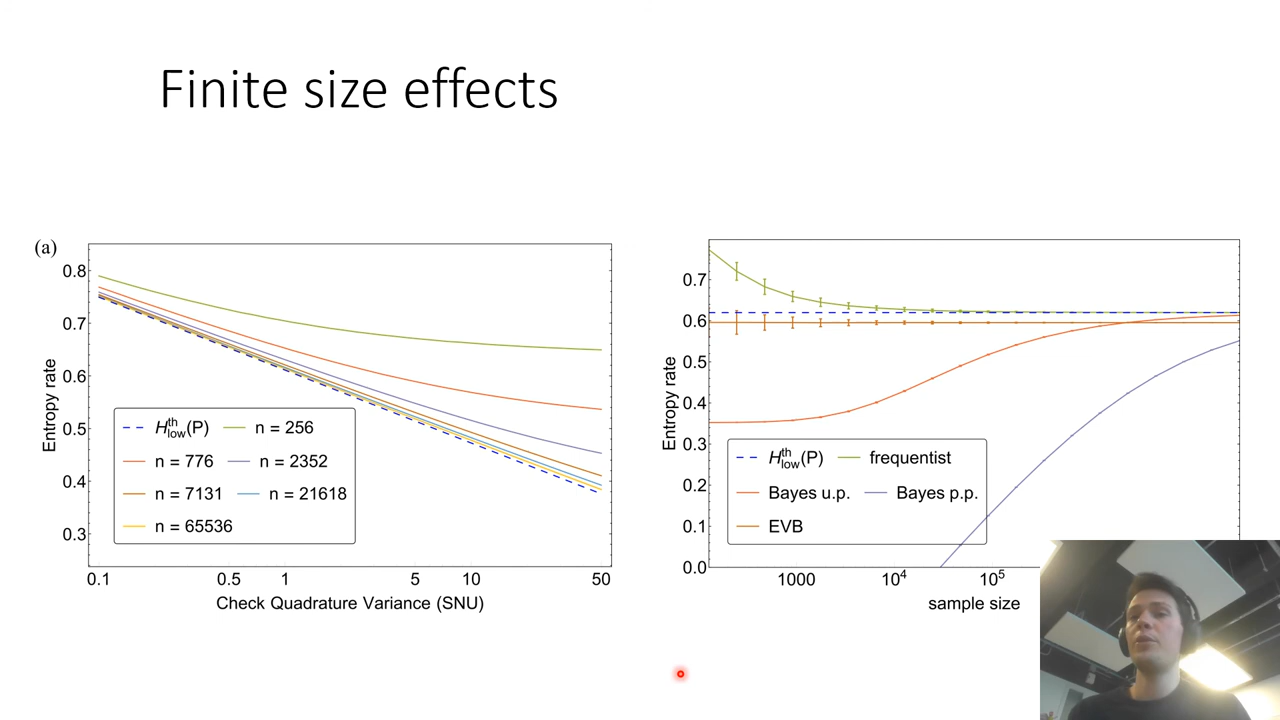 Finite size effects
(a)
Entropy rate
0.8
0.7
0.6
0.5
0.4
0.3
H^th_low(P) n = 256
n = 776 n = 2352
n = 7131 n = 21618
n = 65536
0.1 0.5 1 5 10 50
Check Quadrature Variance (SNU)
Entropy rate
0.7
0.6
0.5
0.4
0.3
0.2
0.1
0.0
H^th_low(P) frequentist
Bayes u.p. Bayes p.p.
EVB
1000 10^4 10^5
sample size